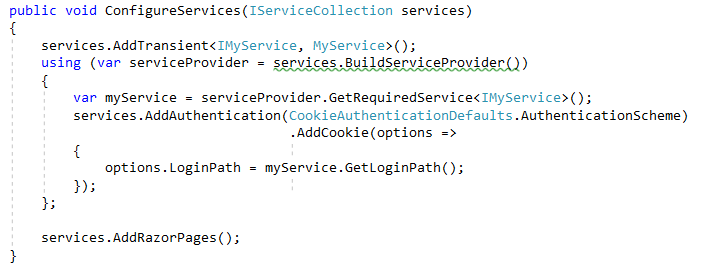 public void ConfigureServices(IServiceCollection services)
{
    services.AddTransient<IMyService, MyService>();
    using (var serviceProvider = services.BuildServiceProvider())
    {
        var myService = serviceProvider.GetRequiredService<IMyService>();
        services.AddAuthentication(CookieAuthenticationDefaults.AuthenticationScheme)
                                   .AddCookie(options =>
        {
            options.LoginPath = myService.GetLoginPath();
        });
    };

    services.AddRazorPages();
}